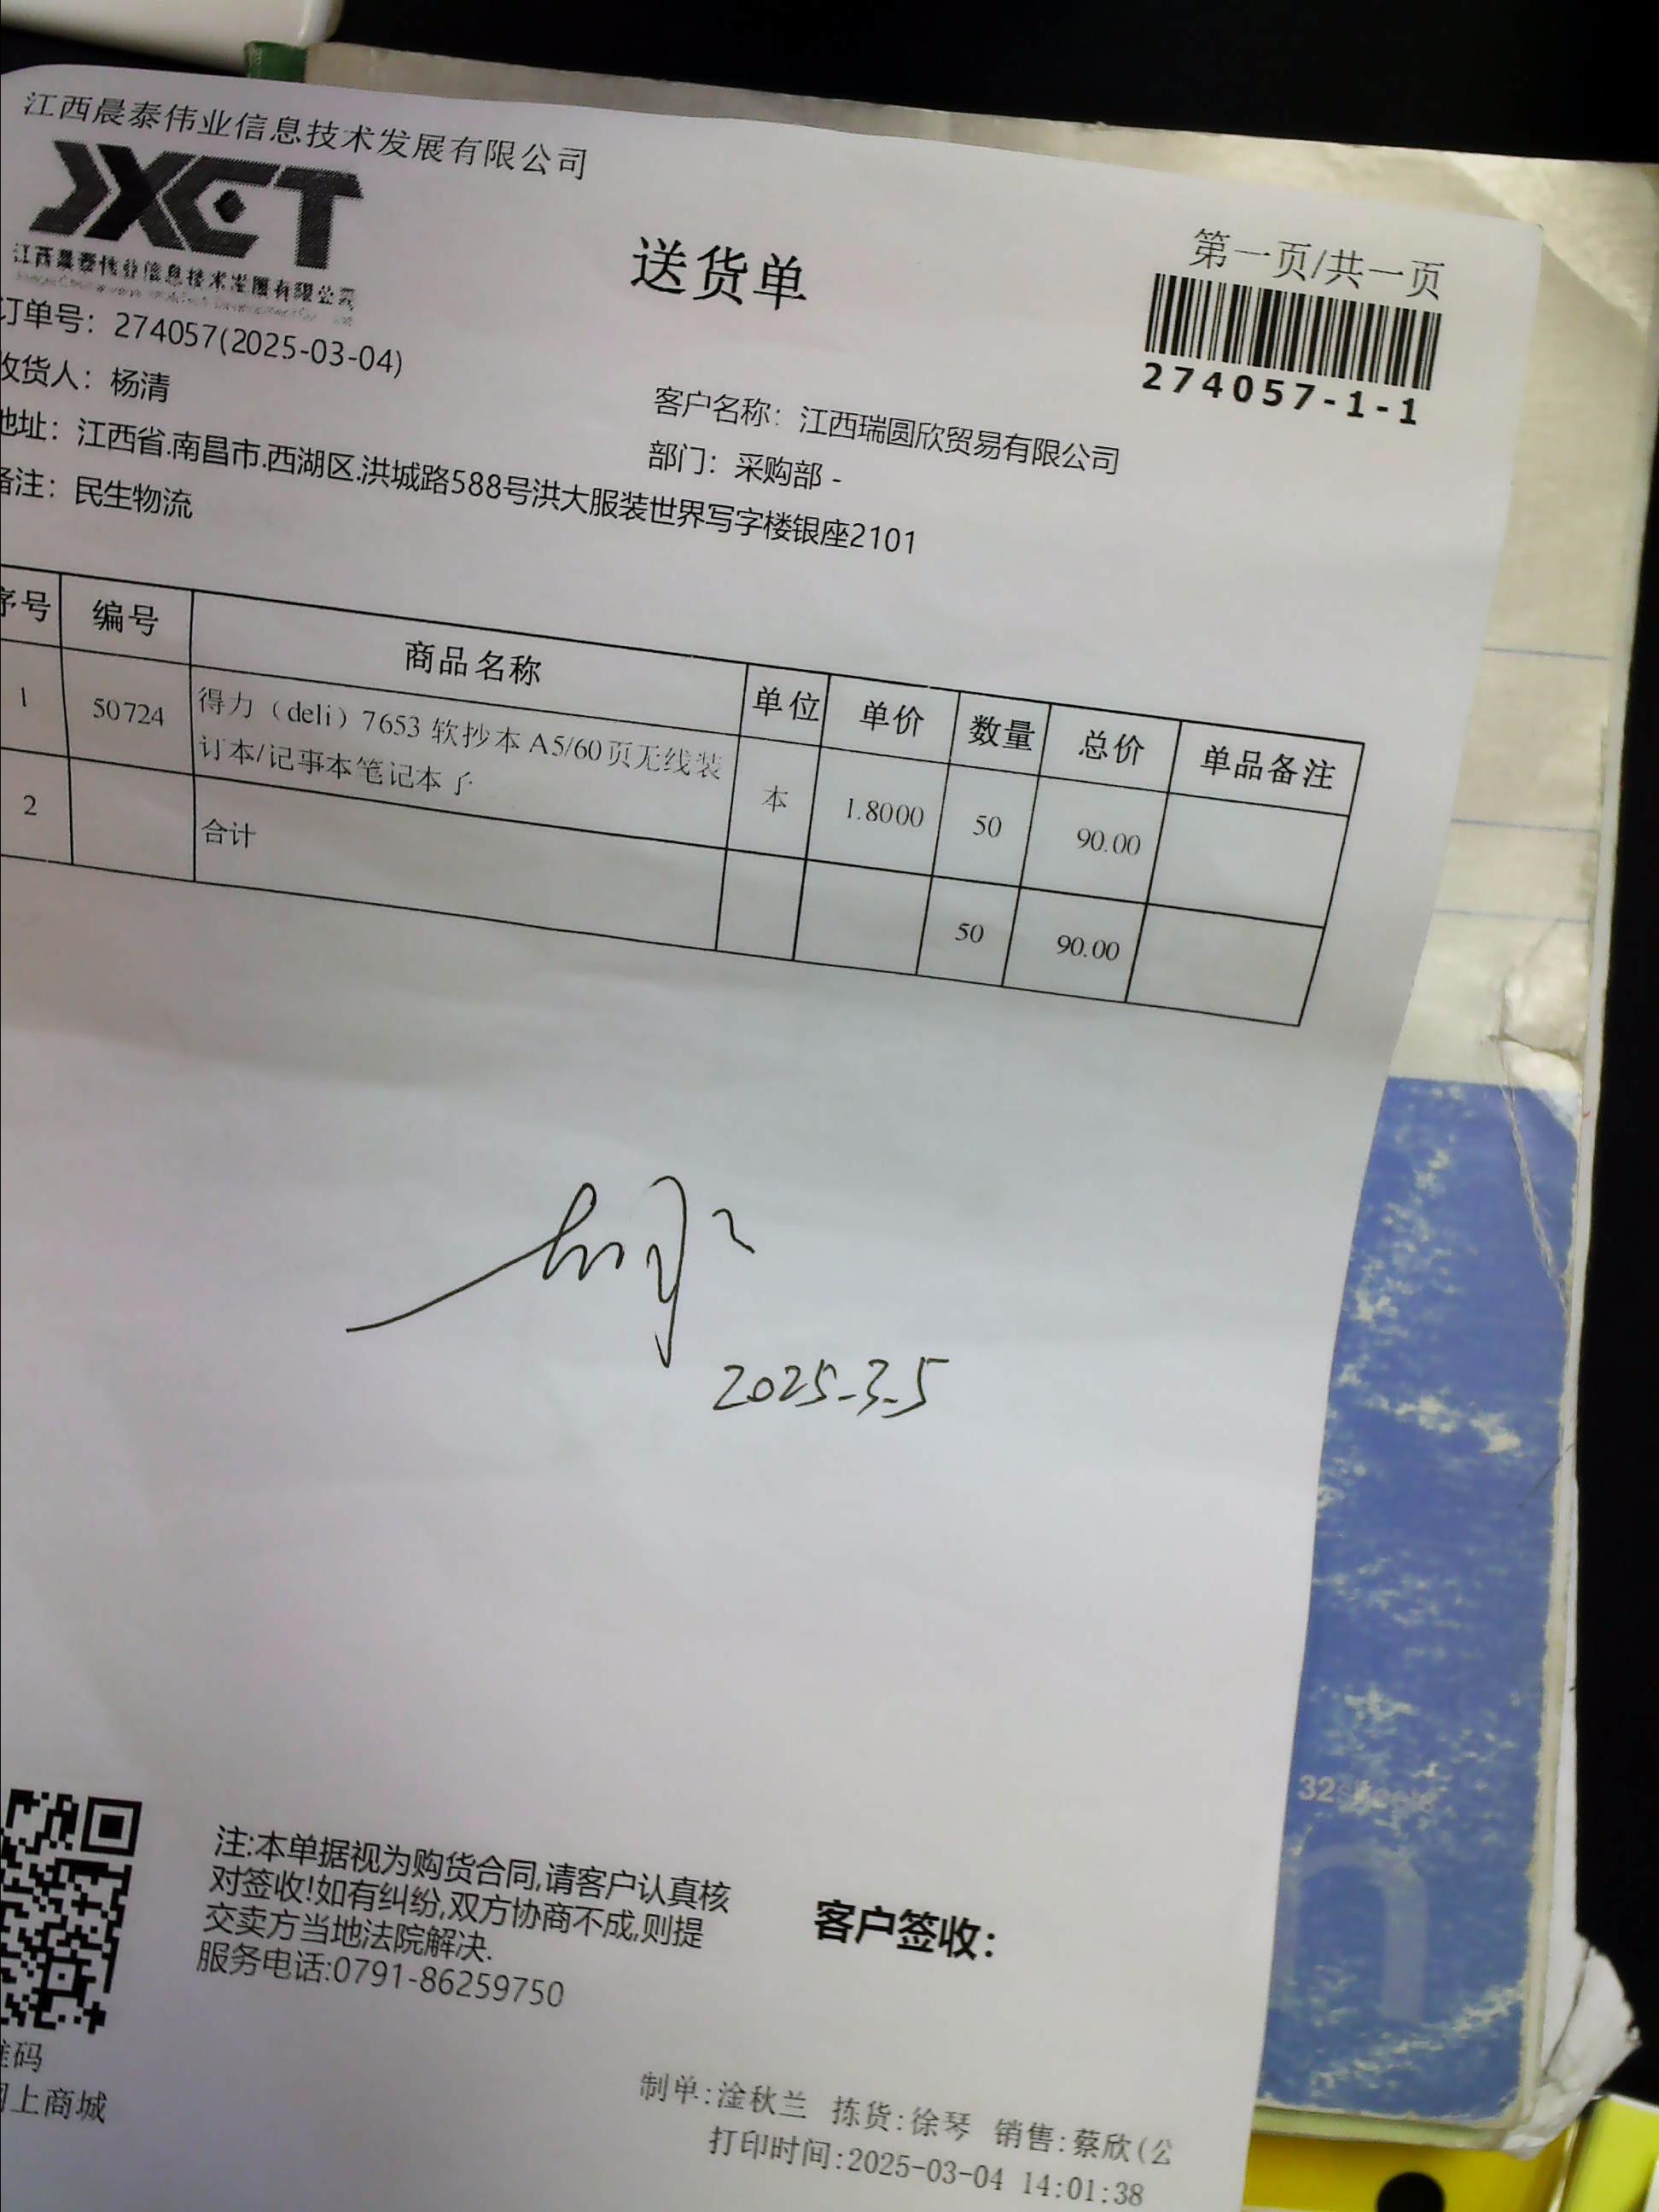 江西晨泰伟业信息技术发展有限公司
JXCT
江西晨泰伟业信息技术发展有限公司
送货单
第一页/共一页
274057-1-1
订单号：274057(2025-03-04)
收货人：杨清
客户名称：江西瑞圆欣贸易有限公司
部门：采购部 -
地址：江西省.南昌市.西湖区.洪城路588号洪大服装世界写字楼银座2101
备注：民生物流
序号 编号 商品名称 单位 单价 数量 总价 单品备注
1 50724 得力（deli）7653 软抄本 A5/60页无线装
订本/记事本笔记本子 本 1.8000 50 90.00
2 合计 50 90.00
2025-3-5
注:本单据视为购货合同,请客户认真核
对签收!如有纠纷,双方协商不成,则提
交卖方当地法院解决.
服务电话:0791-86259750
客户签收：
维码
网上商城
制单:淦秋兰 拣货:徐琴 销售:蔡欣(公
打印时间:2025-03-04 14:01:38
32sheets